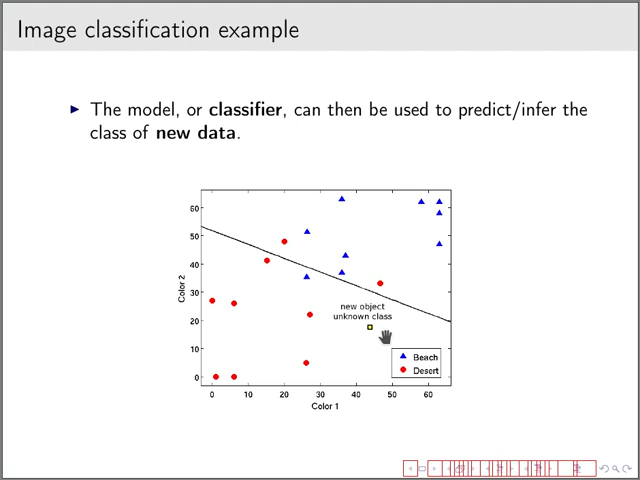 Image classification example
The model, or classifier, can then be used to predict/infer the
class of new data.
60
50
40
30
20
10
0
Color 2
new object
unknown class
Beach
Desert
0 10 20 30 40 50 60
Color 1